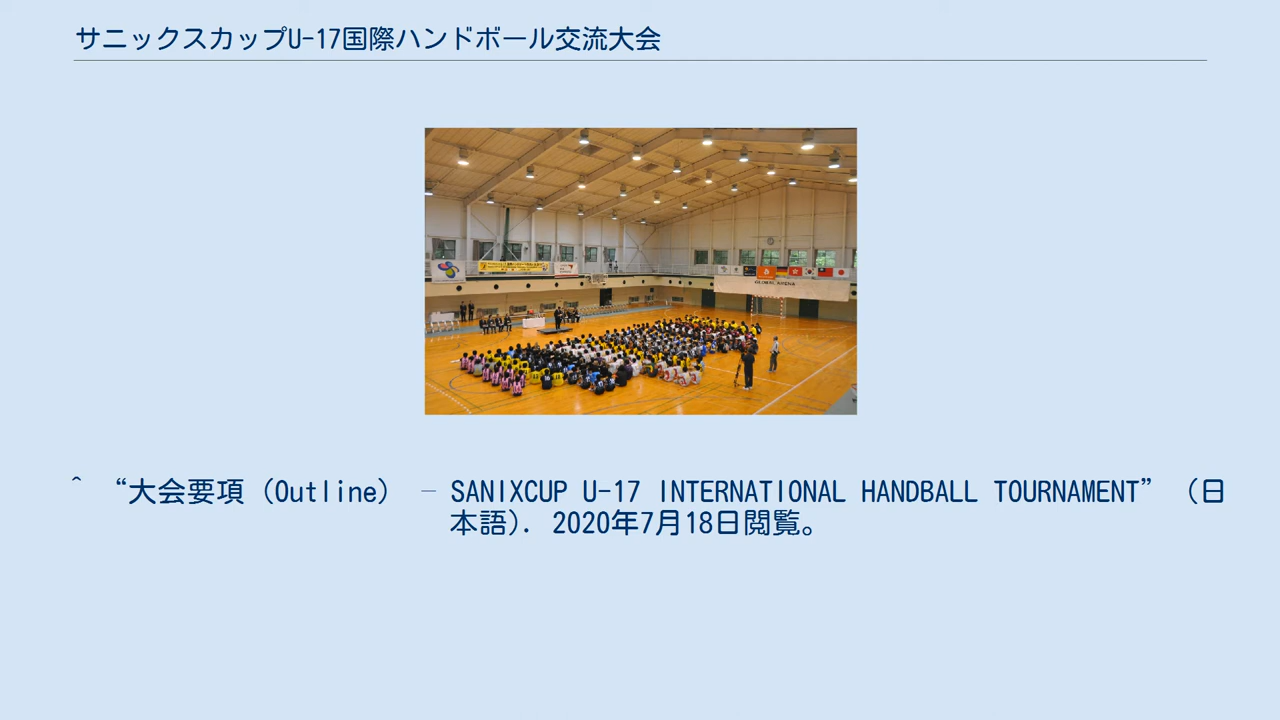 サニックスカップU-17国際ハンドボール交流大会
GLOBAL ARENA
^ “大会要項（Outline） – SANIXCUP U-17 INTERNATIONAL HANDBALL TOURNAMENT” （日
本語）. 2020年7月18日閲覧。